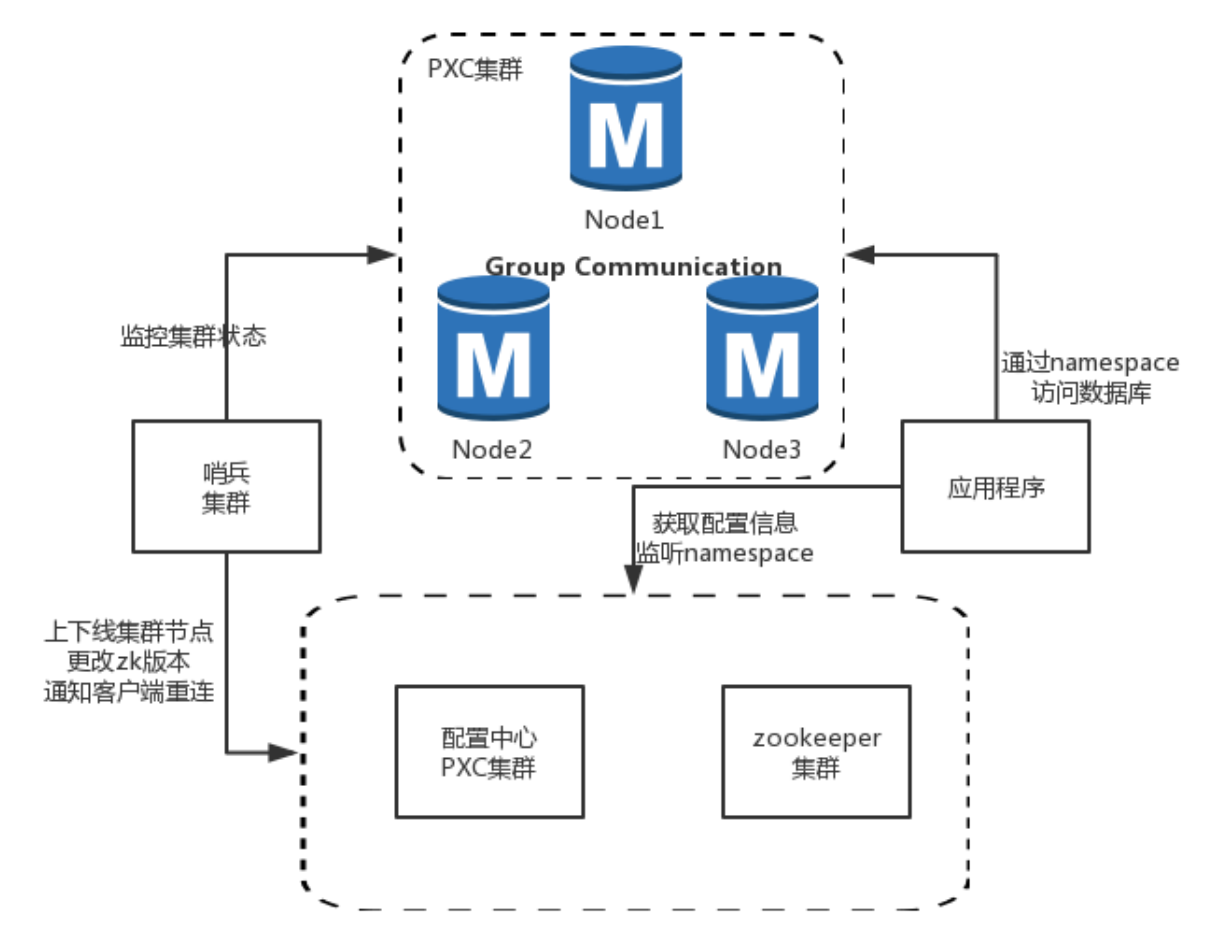 PXC集群
M
Node1
Group Communication
M
M
Node2
Node3
监控集群状态
通过namespace
访问数据库
哨兵
集群
应用程序
获取配置信息
监听namespace
上下线集群节点
更改zk版本
通知客户端重连
配置中心
PXC集群
zookeeper
集群